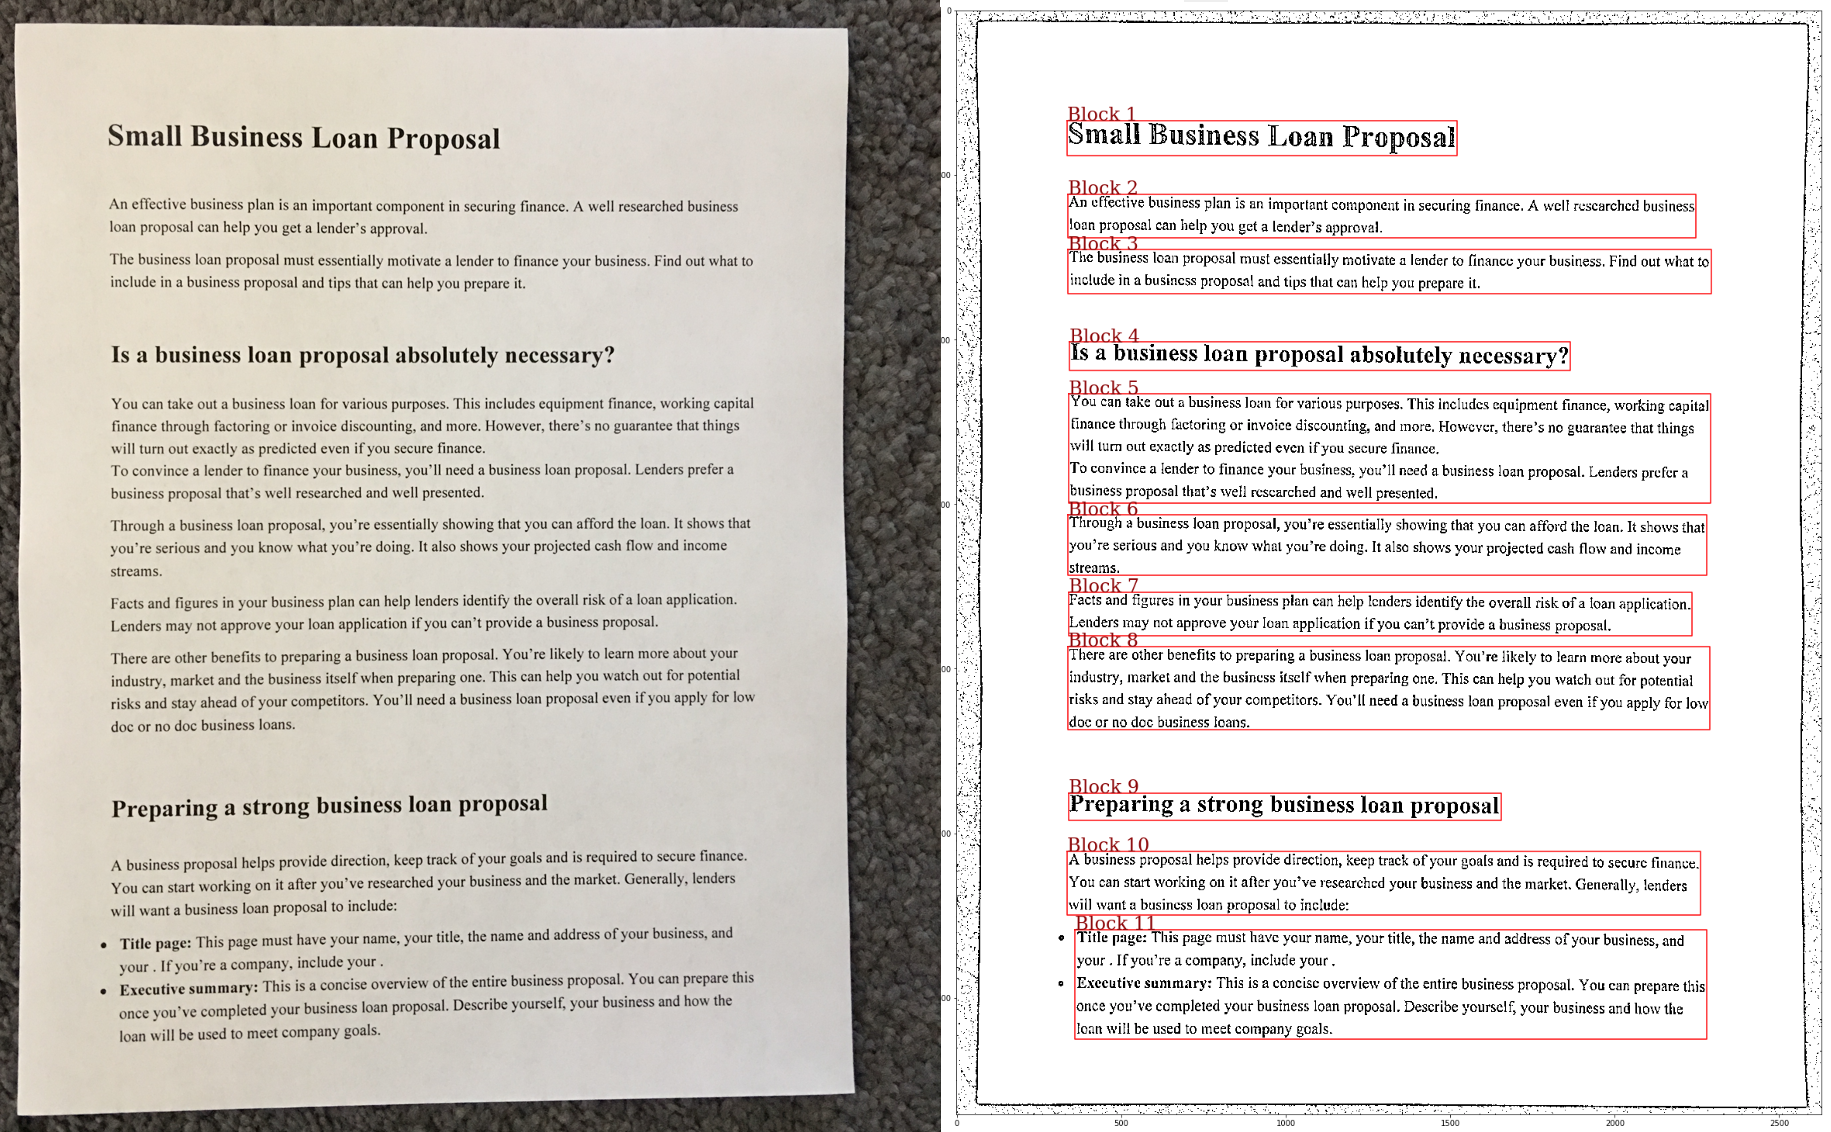 Small Business Loan Proposal
An effective business plan is an important component in securing finance. A well researched business
loan proposal can help you get a lender's approval.
The business loan proposal must essentially motivate a lender to finance your business. Find out what to
include in a business proposal and tips that can help you prepare it.
Is a business loan proposal absolutely necessary?
You can take out a business loan for various purposes. This includes equipment finance, working capital
finance through factoring or invoice discounting, and more. However, there's no guarantee that things
will turn out exactly as predicted even if you secure finance.
To convince a lender to finance your business, you'll need a business loan proposal. Lenders prefer a
business proposal that's well researched and well presented.
Through a business loan proposal, you're essentially showing that you can afford the loan. It shows that
you're serious and you know what you're doing. It also shows your projected cash flow and income
streams.
Facts and figures in your business plan can help lenders identify the overall risk of a loan application.
Lenders may not approve your loan application if you can't provide a business proposal.
There are other benefits to preparing a business loan proposal. You're likely to learn more about your
industry, market and the business itself when preparing one. This can help you watch out for potential
risks and stay ahead of your competitors. You'll need a business loan proposal even if you apply for low
doc or no doc business loans.
Preparing a strong business loan proposal
A business proposal helps provide direction, keep track of your goals and is required to secure finance.
You can start working on it after you've researched your business and the market. Generally, lenders
will want a business loan proposal to include:
• Title page: This page must have your name, your title, the name and address of your business, and
your . If you're a company, include your .
• Executive summary: This is a concise overview of the entire business proposal. You can prepare this
once you've completed your business loan proposal. Describe yourself, your business and how the
loan will be used to meet company goals.
0
Block 1
Small Business Loan Proposal
00
Block 2
An effective business plan is an important component in securing finance. A well researched business
loan proposal can help you get a lender's approval.
Block 3
The business loan proposal must essentially motivate a lender to finance your business. Find out what to
include in a business proposal and tips that can help you prepare it.
00
Block 4
Is a business loan proposal absolutely necessary?
Block 5
You can take out a business loan for various purposes. This includes equipment finance, working capital
finance through factoring or invoice discounting, and more. However, there's no guarantee that things
will turn out exactly as predicted even if you secure finance.
To convince a lender to finance your business, you'll need a business loan proposal. Lenders prefer a
business proposal that's well researched and well presented.
00
Block 6
Through a business loan proposal, you're essentially showing that you can afford the loan. It shows that
you're serious and you know what you're doing. It also shows your projected cash flow and income
streams.
Block 7
Facts and figures in your business plan can help lenders identify the overall risk of a loan application.
Lenders may not approve your loan application if you can't provide a business proposal.
Block 8
There are other benefits to preparing a business loan proposal. You're likely to learn more about your
00
industry, market and the business itself when preparing one. This can help you watch out for potential
risks and stay ahead of your competitors. You'll need a business loan proposal even if you apply for low
doc or no doc business loans.
Block 9
Preparing a strong business loan proposal
00
Block 10
A business proposal helps provide direction, keep track of your goals and is required to secure finance.
You can start working on it after you've researched your business and the market. Generally, lenders
will want a business loan proposal to include:
Block 11
• Title page: This page must have your name, your title, the name and address of your business, and
your . If you're a company, include your .
• Executive summary: This is a concise overview of the entire business proposal. You can prepare this
00
once you've completed your business loan proposal. Describe yourself, your business and how the
loan will be used to meet company goals.
0 500 1000 1500 2000 2500